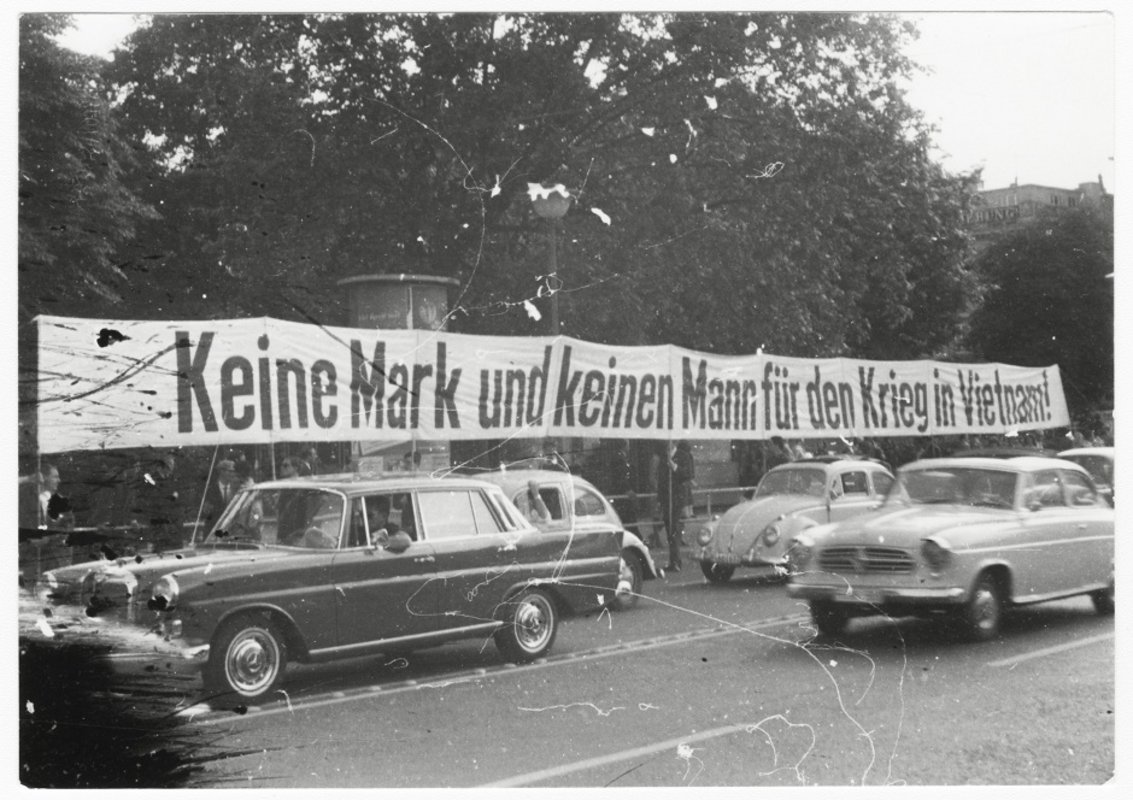 Keine Mark und keinen Mann für den Krieg in Vietnam!